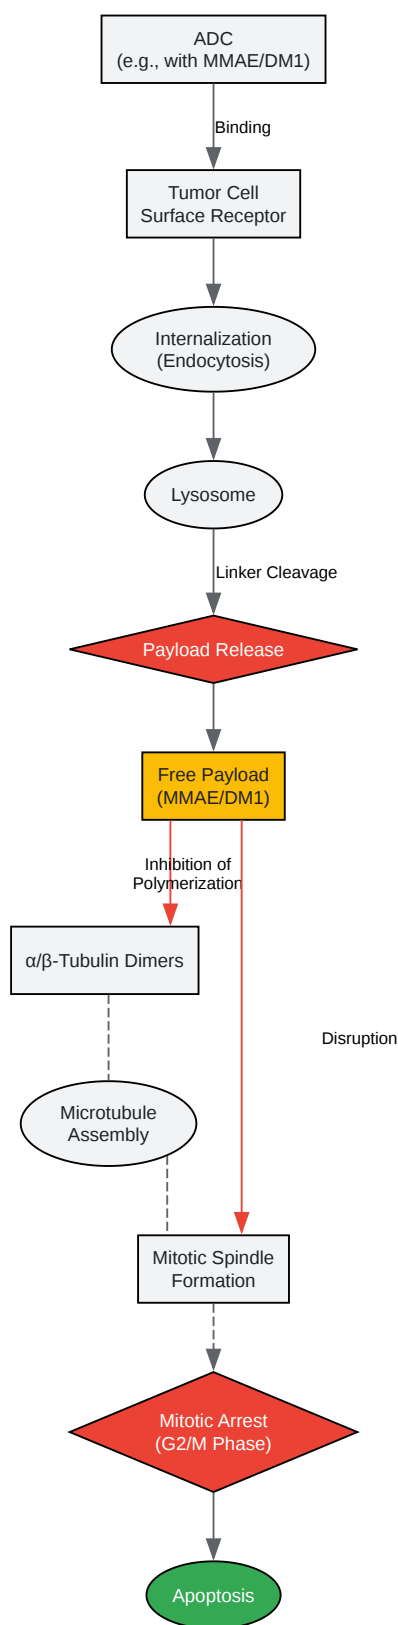 ADC
(e.g., with MMAE/DM1)
Binding
Tumor Cell
Surface Receptor
Internalization
(Endocytosis)
Lysosome
Linker Cleavage
Payload Release
Free Payload
(MMAE/DM1)
Inhibition of
Polymerization
α/β-Tubulin Dimers
Disruption
Microtubule
Assembly
Mitotic Spindle
Formation
Mitotic Arrest
(G2/M Phase)
Apoptosis